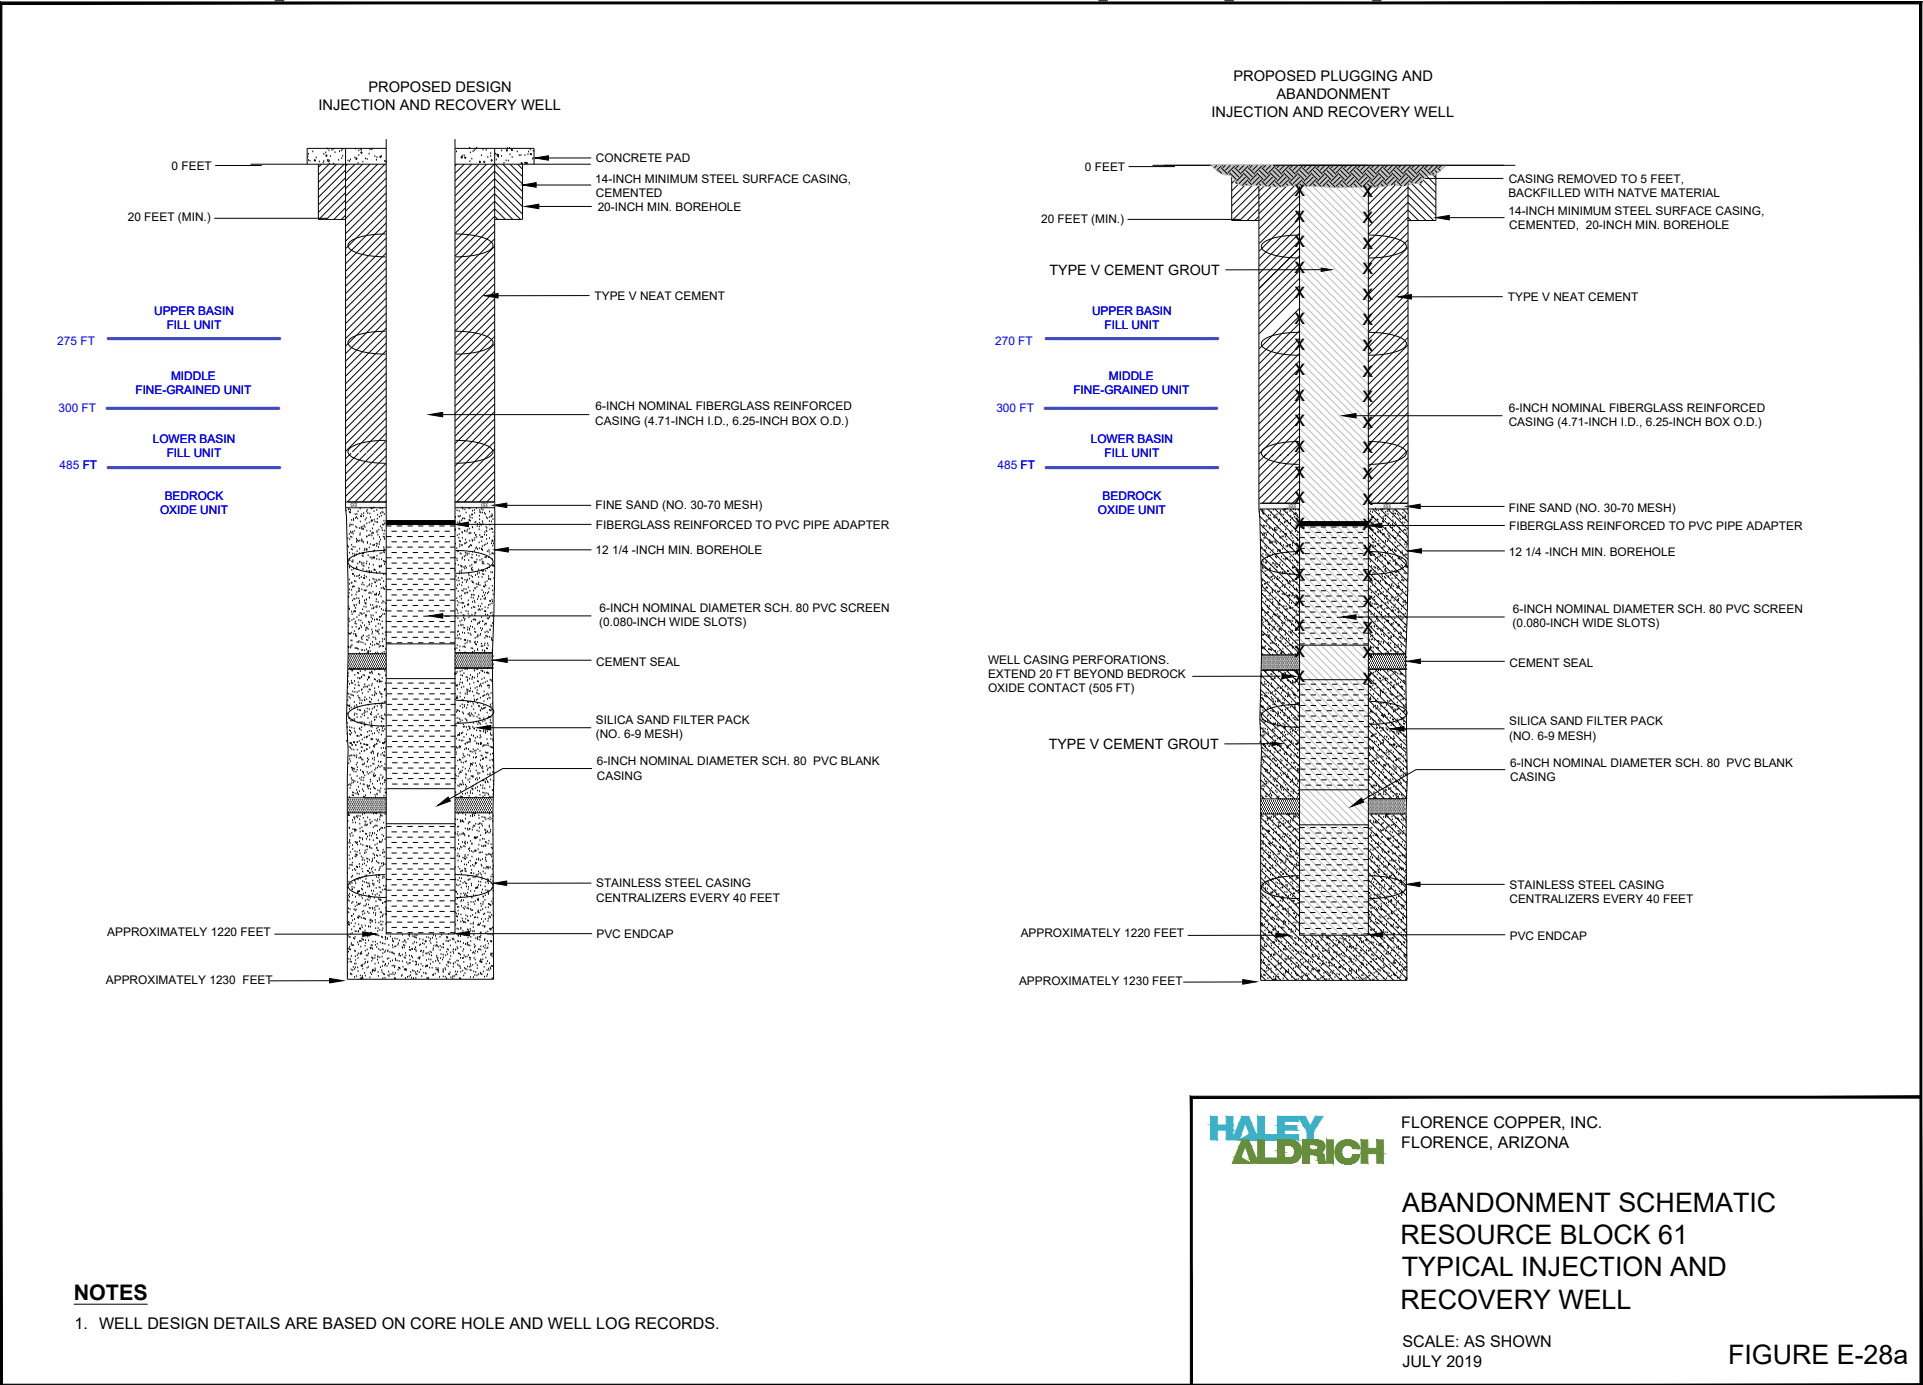 PROPOSED DESIGN
INJECTION AND RECOVERY WELL
0 FEET
20 FEET (MIN.)
CONCRETE PAD
14-INCH MINIMUM STEEL SURFACE CASING,
CEMENTED
20-INCH MIN. BOREHOLE
TYPE V NEAT CEMENT
UPPER BASIN
FILL UNIT
275 FT
MIDDLE
FINE-GRAINED UNIT
300 FT
LOWER BASIN
FILL UNIT
485 FT
BEDROCK
OXIDE UNIT
6-INCH NOMINAL FIBERGLASS REINFORCED
CASING (4.71-INCH I.D., 6.25-INCH BOX O.D.)
FINE SAND (NO. 30-70 MESH)
FIBERGLASS REINFORCED TO PVC PIPE ADAPTER
12 1/4 -INCH MIN. BOREHOLE
6-INCH NOMINAL DIAMETER SCH. 80 PVC SCREEN
(0.080-INCH WIDE SLOTS)
CEMENT SEAL
SILICA SAND FILTER PACK
(NO. 6-9 MESH)
6-INCH NOMINAL DIAMETER SCH. 80 PVC BLANK
CASING
STAINLESS STEEL CASING
CENTRALIZERS EVERY 40 FEET
APPROXIMATELY 1220 FEET
PVC ENDCAP
APPROXIMATELY 1230 FEET
PROPOSED PLUGGING AND
ABANDONMENT
INJECTION AND RECOVERY WELL
0 FEET
20 FEET (MIN.)
CASING REMOVED TO 5 FEET,
BACKFILLED WITH NATVE MATERIAL
14-INCH MINIMUM STEEL SURFACE CASING,
CEMENTED, 20-INCH MIN. BOREHOLE
TYPE V CEMENT GROUT
TYPE V NEAT CEMENT
UPPER BASIN
FILL UNIT
270 FT
MIDDLE
FINE-GRAINED UNIT
300 FT
LOWER BASIN
FILL UNIT
485 FT
BEDROCK
OXIDE UNIT
6-INCH NOMINAL FIBERGLASS REINFORCED
CASING (4.71-INCH I.D., 6.25-INCH BOX O.D.)
FINE SAND (NO. 30-70 MESH)
FIBERGLASS REINFORCED TO PVC PIPE ADAPTER
12 1/4 -INCH MIN. BOREHOLE
6-INCH NOMINAL DIAMETER SCH. 80 PVC SCREEN
(0.080-INCH WIDE SLOTS)
WELL CASING PERFORATIONS.
EXTEND 20 FT BEYOND BEDROCK
OXIDE CONTACT (505 FT)
CEMENT SEAL
SILICA SAND FILTER PACK
(NO. 6-9 MESH)
TYPE V CEMENT GROUT
6-INCH NOMINAL DIAMETER SCH. 80 PVC BLANK
CASING
STAINLESS STEEL CASING
CENTRALIZERS EVERY 40 FEET
APPROXIMATELY 1220 FEET
PVC ENDCAP
APPROXIMATELY 1230 FEET
NOTES
1. WELL DESIGN DETAILS ARE BASED ON CORE HOLE AND WELL LOG RECORDS.
HALEY
ALDRICH
FLORENCE COPPER, INC.
FLORENCE, ARIZONA
ABANDONMENT SCHEMATIC
RESOURCE BLOCK 61
TYPICAL INJECTION AND
RECOVERY WELL
SCALE: AS SHOWN
JULY 2019
FIGURE E-28a